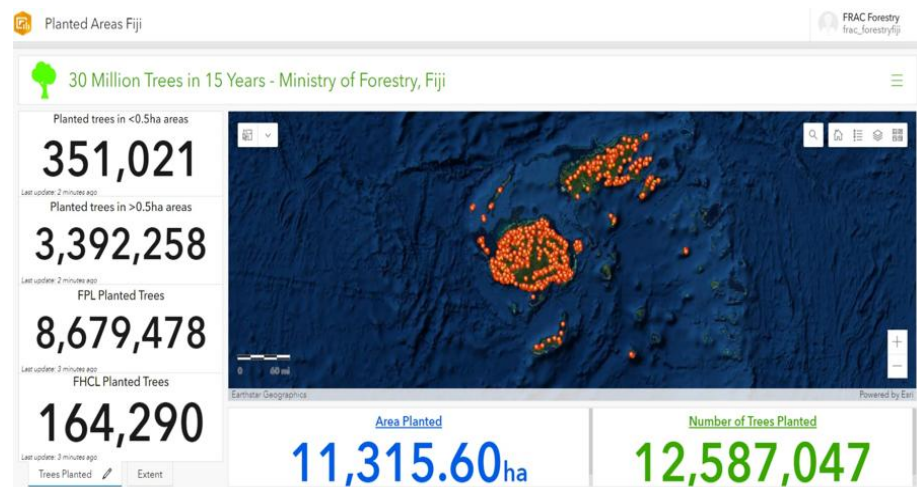 Planted Areas Fiji
FRAC Forestry
frac_forestryfiji
30 Million Trees in 15 Years - Ministry of Forestry, Fiji
Planted trees in <0.5ha areas
351,021
Last update: 2 minutes ago
Planted trees in >0.5ha areas
3,392,258
Last update: 2 minutes ago
FPL Planted Trees
8,679,478
Last update: 3 minutes ago
FHCL Planted Trees
164,290
Last update: 3 minutes ago
Trees Planted
Extent
0 60 mi
Earthstar Geographics
Powered by Esri
Area Planted
11,315.60ha
Number of Trees Planted
12,587,047